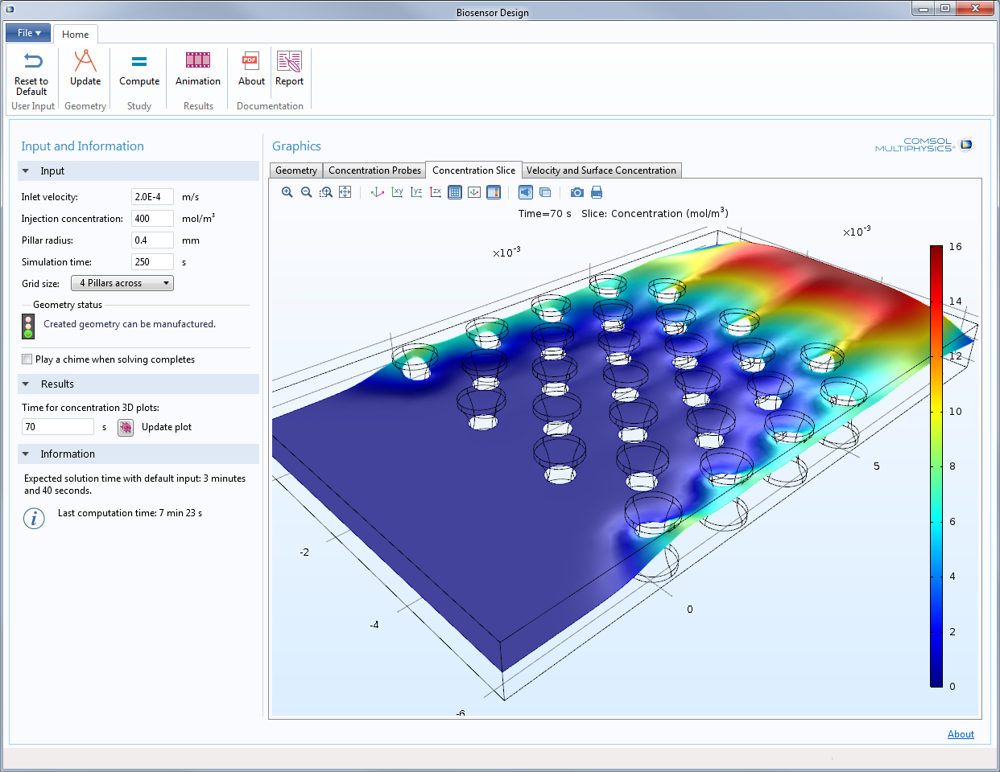 Biosensor Design
File
Home
Reset to Default
Update
Compute
Animation
About
Report
User Input
Geometry
Study
Results
Documentation
Input and Information
Input
Inlet velocity: 2.0E-4 m/s
Injection concentration: 400 mol/m³
Pillar radius: 0.4 mm
Simulation time: 250 s
Grid size: 4 Pillars across
Geometry status
Created geometry can be manufactured.
Play a chime when solving completes
Results
Time for concentration 3D plots:
70 s Update plot
Information
Expected solution time with default input: 3 minutes
and 40 seconds.
i
Last computation time: 7 min 23 s
Graphics
COMSOL
MULTIPHYSICS®
Geometry
Concentration Probes
Concentration Slice
Velocity and Surface Concentration
xy
yz
zx
PDF
Time=70 s Slice: Concentration (mol/m³)
×10⁻³
×10⁻³
16
14
12
10
8
6
4
2
0
5
0
-2
-4
-6
About